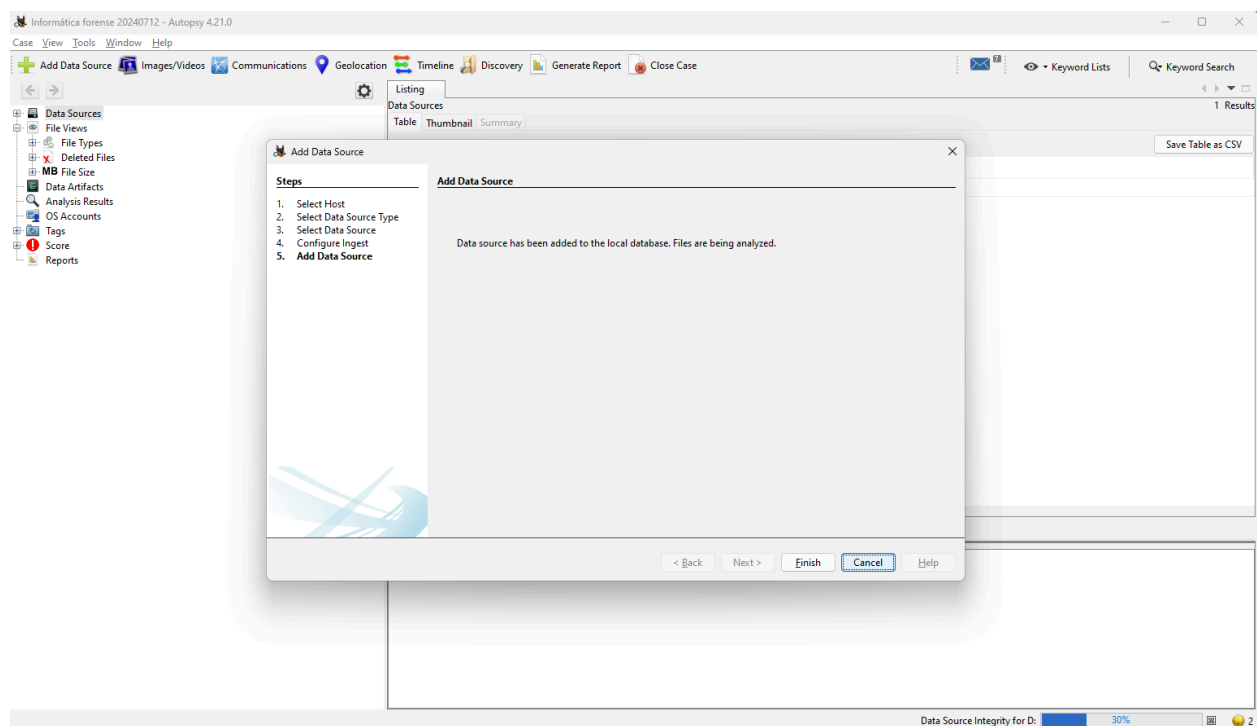 Informática forense 20240712 - Autopsy 4.21.0
Case View Tools Window Help
Add Data Source Images/Videos Communications Geolocation Timeline Discovery Generate Report Close Case
7
Keyword Lists Keyword Search
Listing
Data Sources 1 Results
Table Thumbnail Summary
Save Table as CSV
Data Sources
File Views
File Types
Deleted Files
MB File Size
Data Artifacts
Analysis Results
OS Accounts
Tags
Score
Reports
Add Data Source
Steps
1. Select Host
2. Select Data Source Type
3. Select Data Source
4. Configure Ingest
5. Add Data Source
Add Data Source
Data source has been added to the local database. Files are being analyzed.
< Back Next > Finish Cancel Help
Data Source Integrity for D: 30% 2